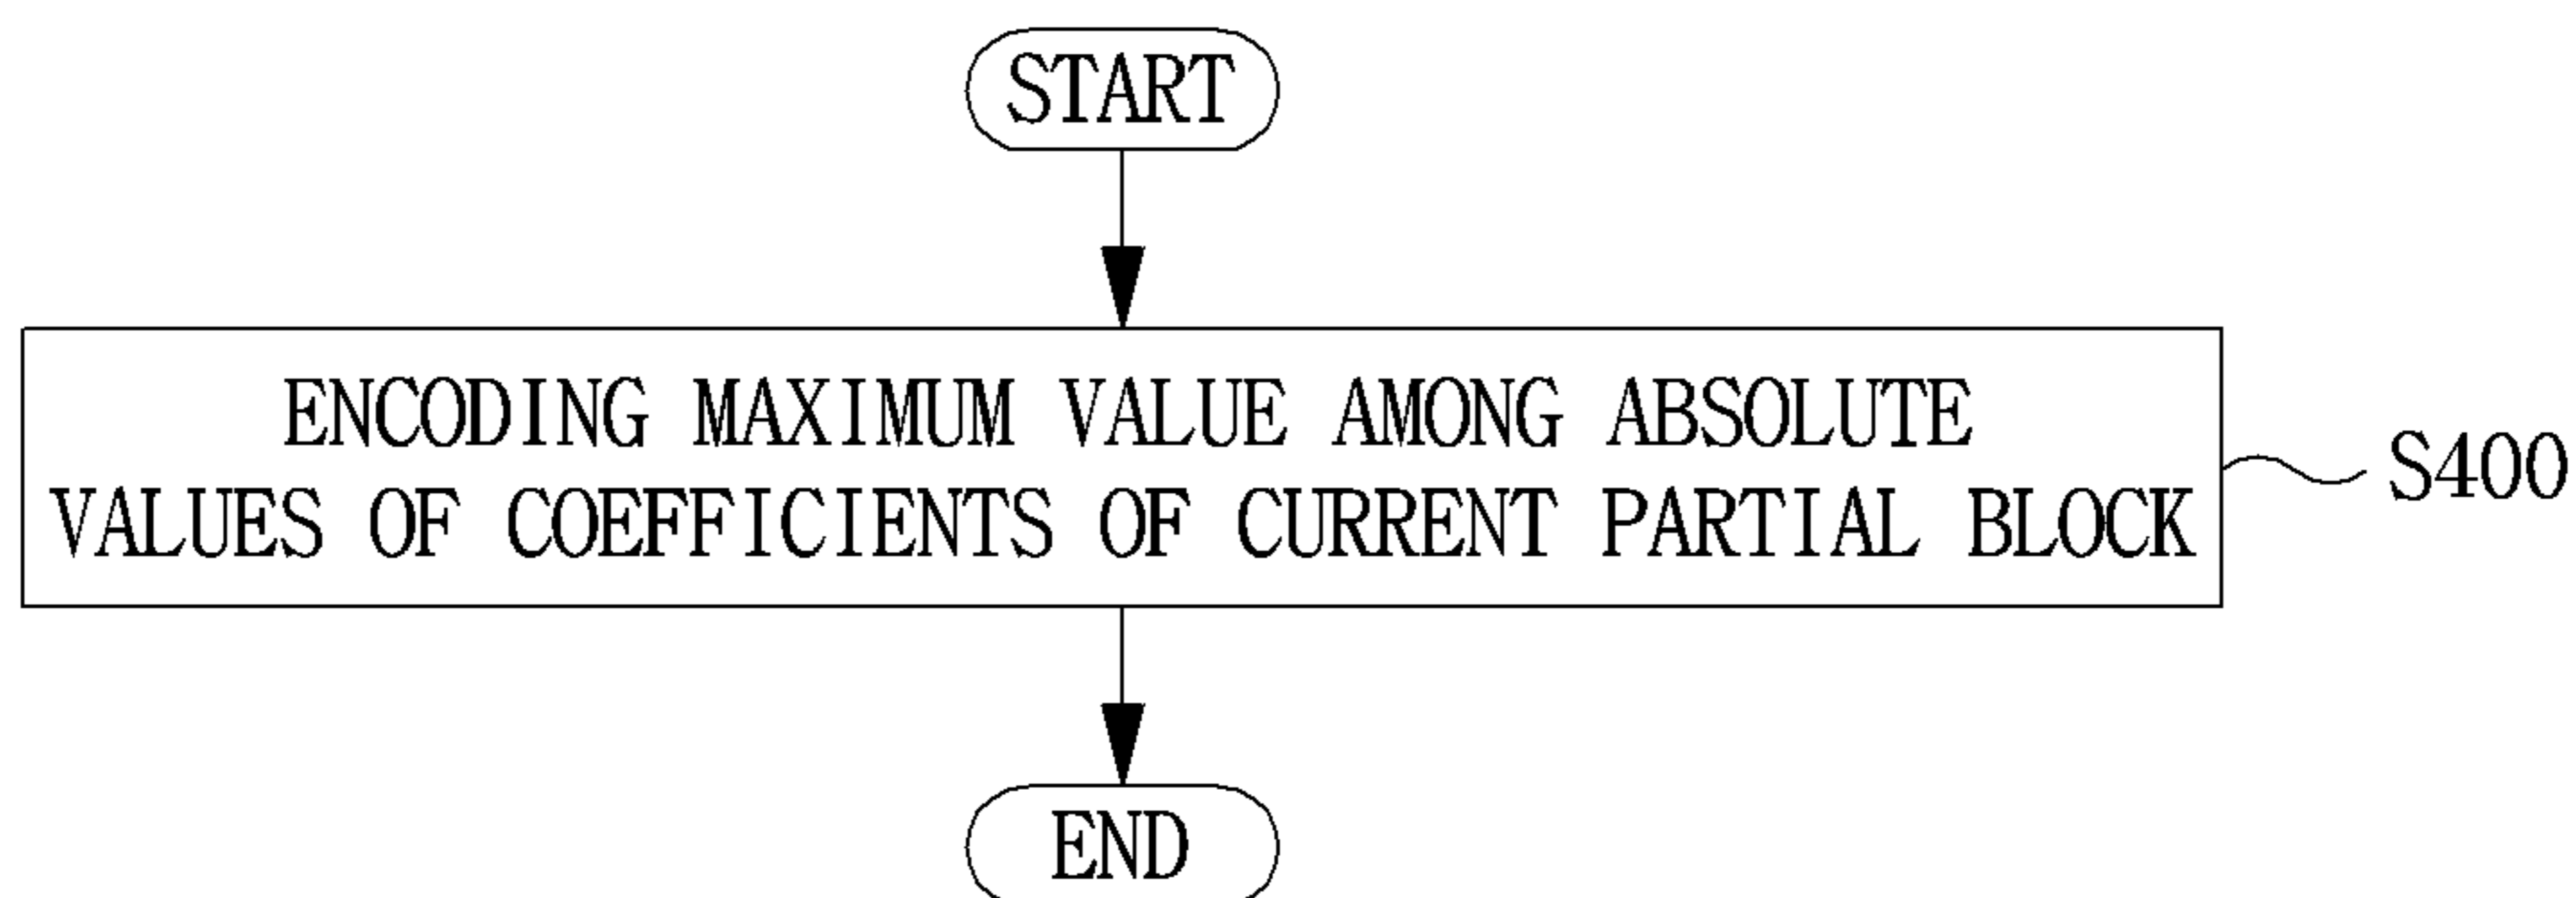 START
ENCODING MAXIMUM VALUE AMONG ABSOLUTE
VALUES OF COEFFICIENTS OF CURRENT PARTIAL BLOCK
S400
END